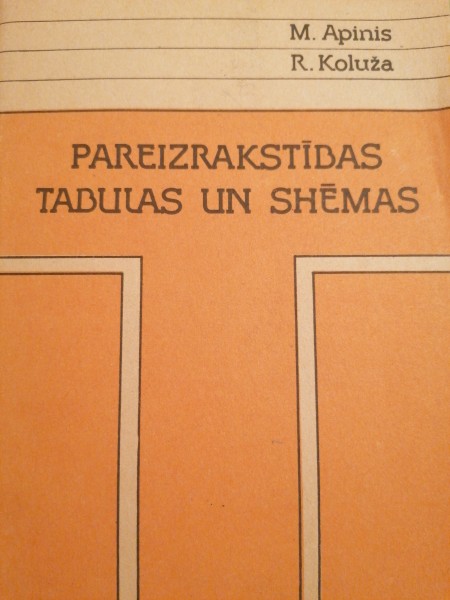 M. Apinis
R. Koluža
PAREIZRAKSTĪBAS
TABULAS UN SHĒMAS